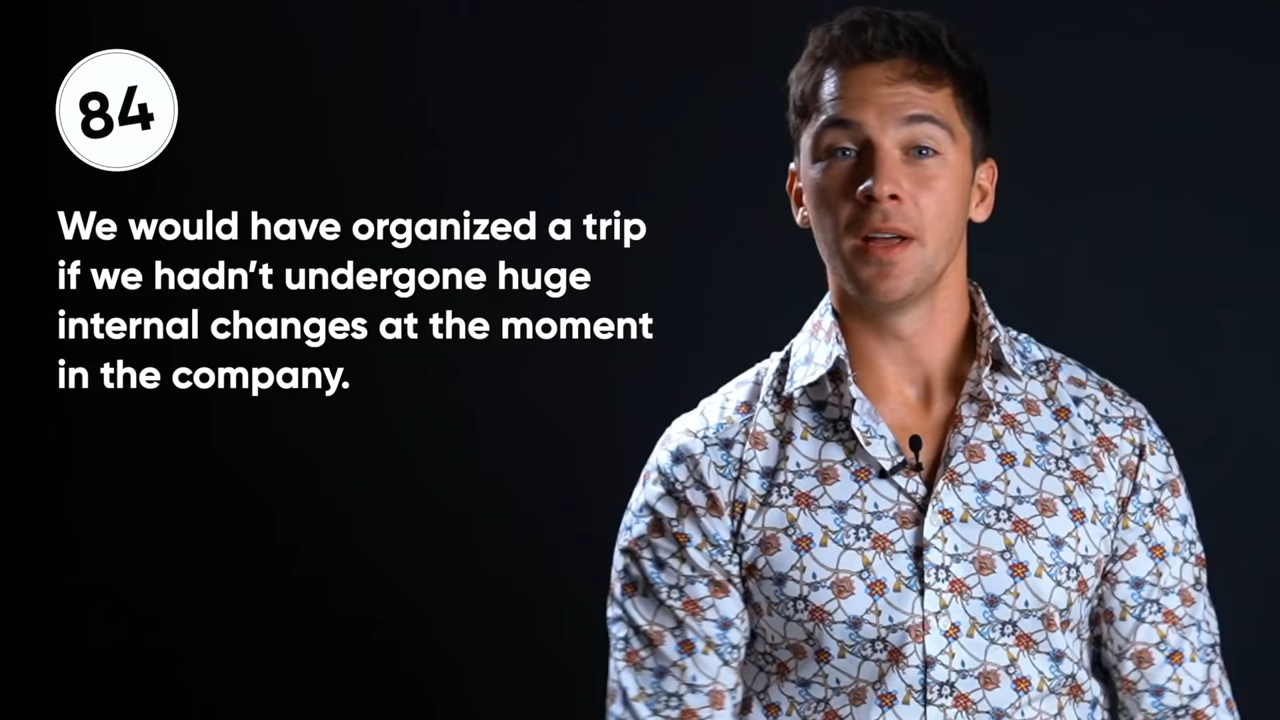 84
We would have organized a trip
if we hadn’t undergone huge
internal changes at the moment
in the company.